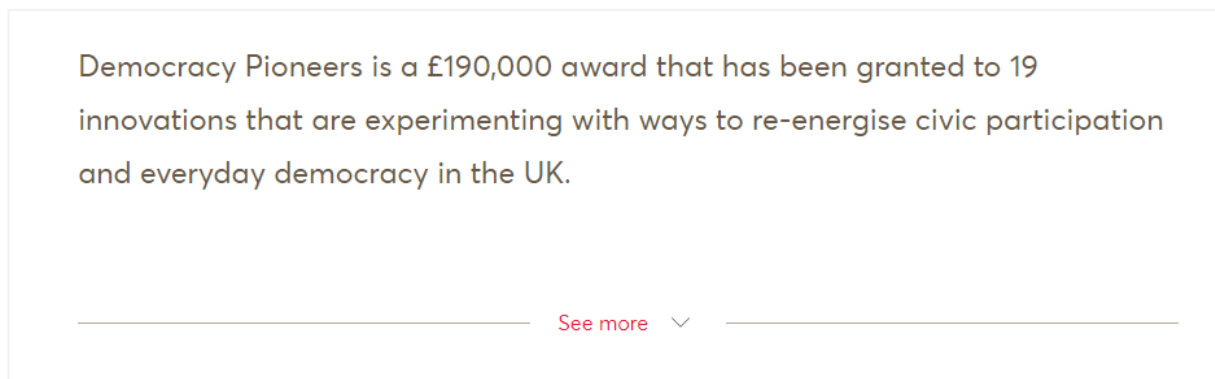 Democracy Pioneers is a £190,000 award that has been granted to 19
innovations that are experimenting with ways to re-energise civic participation
and everyday democracy in the UK.
See more